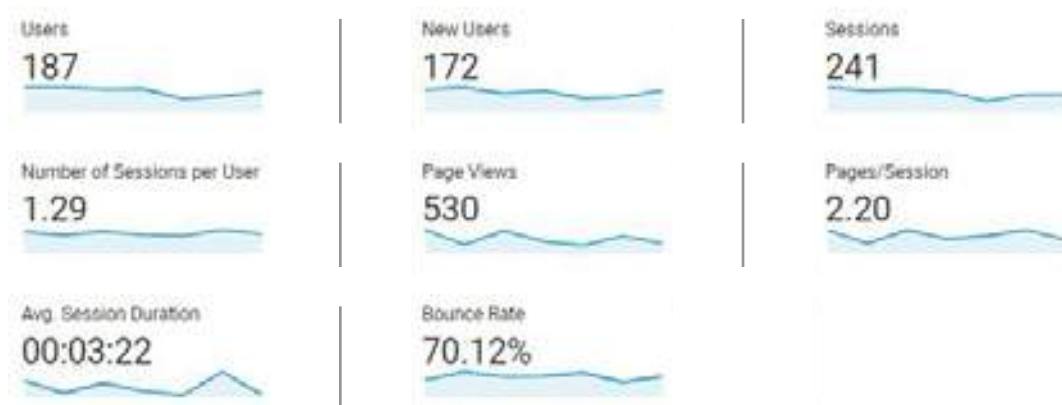 Users
187
New Users
172
Sessions
241
Number of Sessions per User
1.29
Page Views
530
Pages/Session
2.20
Avg. Session Duration
00:03:22
Bounce Rate
70.12%